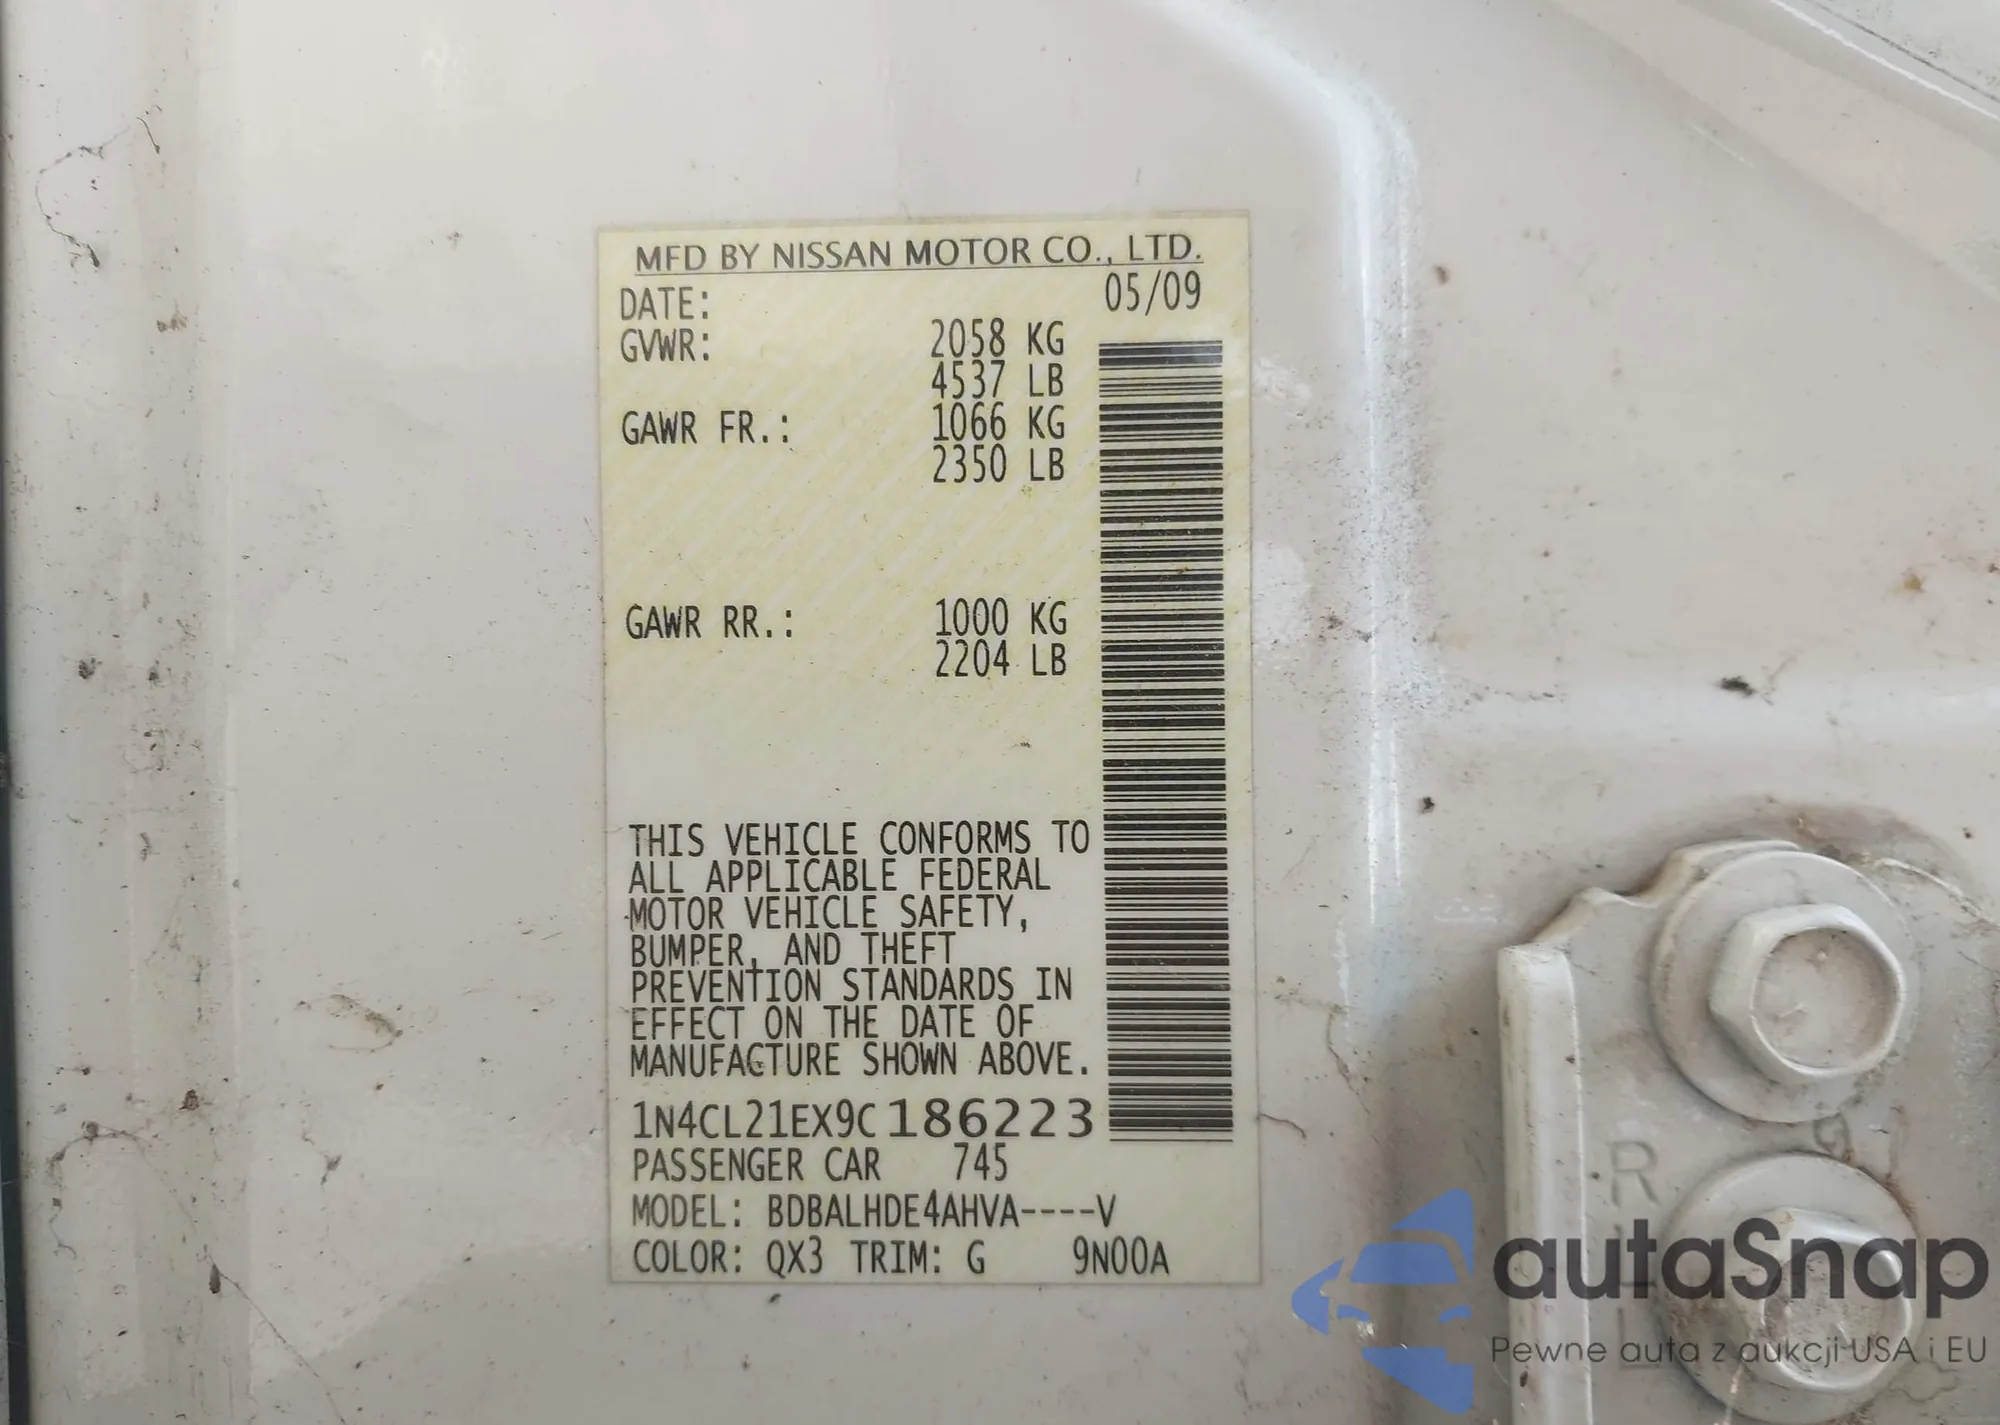 MFD BY NISSAN MOTOR CO., LTD.
DATE: 05/09
GVWR: 2058 KG
4537 LB
GAWR FR.: 1066 KG
2350 LB
GAWR RR.: 1000 KG
2204 LB
THIS VEHICLE CONFORMS TO
ALL APPLICABLE FEDERAL
MOTOR VEHICLE SAFETY,
BUMPER, AND THEFT
PREVENTION STANDARDS IN
EFFECT ON THE DATE OF
MANUFACTURE SHOWN ABOVE.
1N4CL21EX9C186223
PASSENGER CAR 745
MODEL: BDBALHDE4AHVA----V
COLOR: QX3 TRIM: G 9N00A
R
autaSnap
Pewne auta z aukcji USA i EU